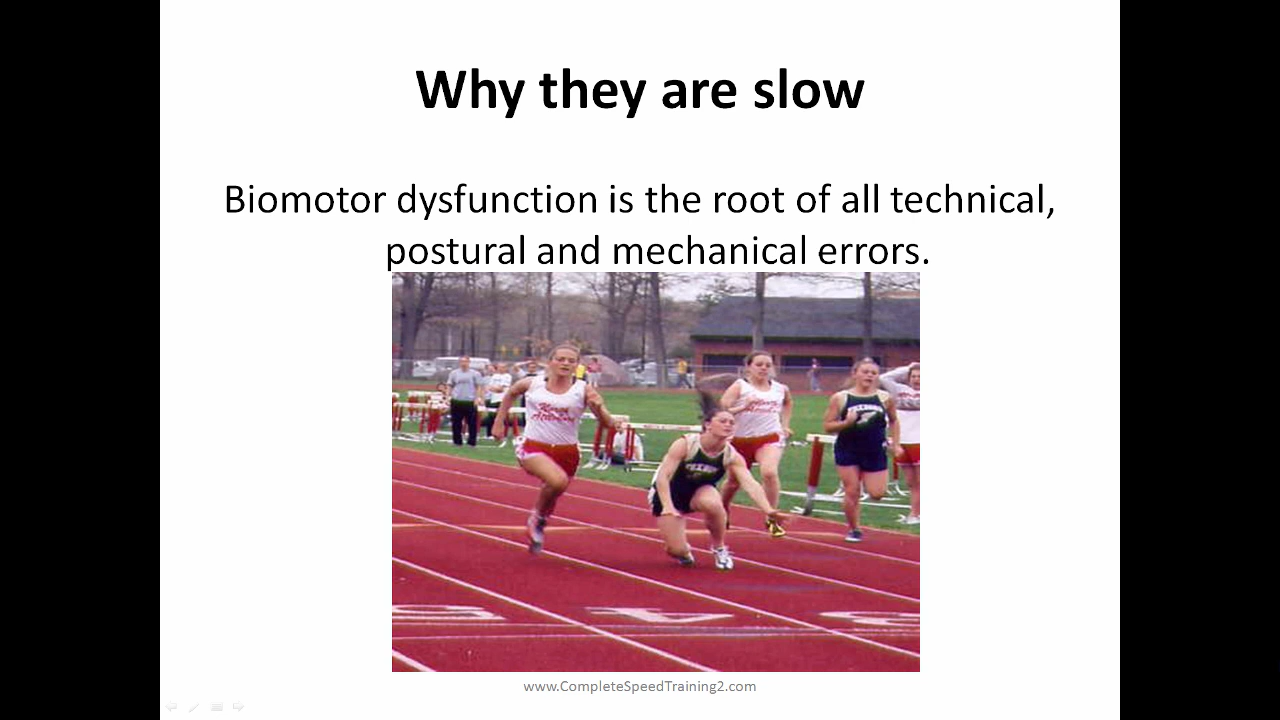 Why they are slow
Biomotor dysfunction is the root of all technical,
postural and mechanical errors.
www.CompleteSpeedTraining2.com